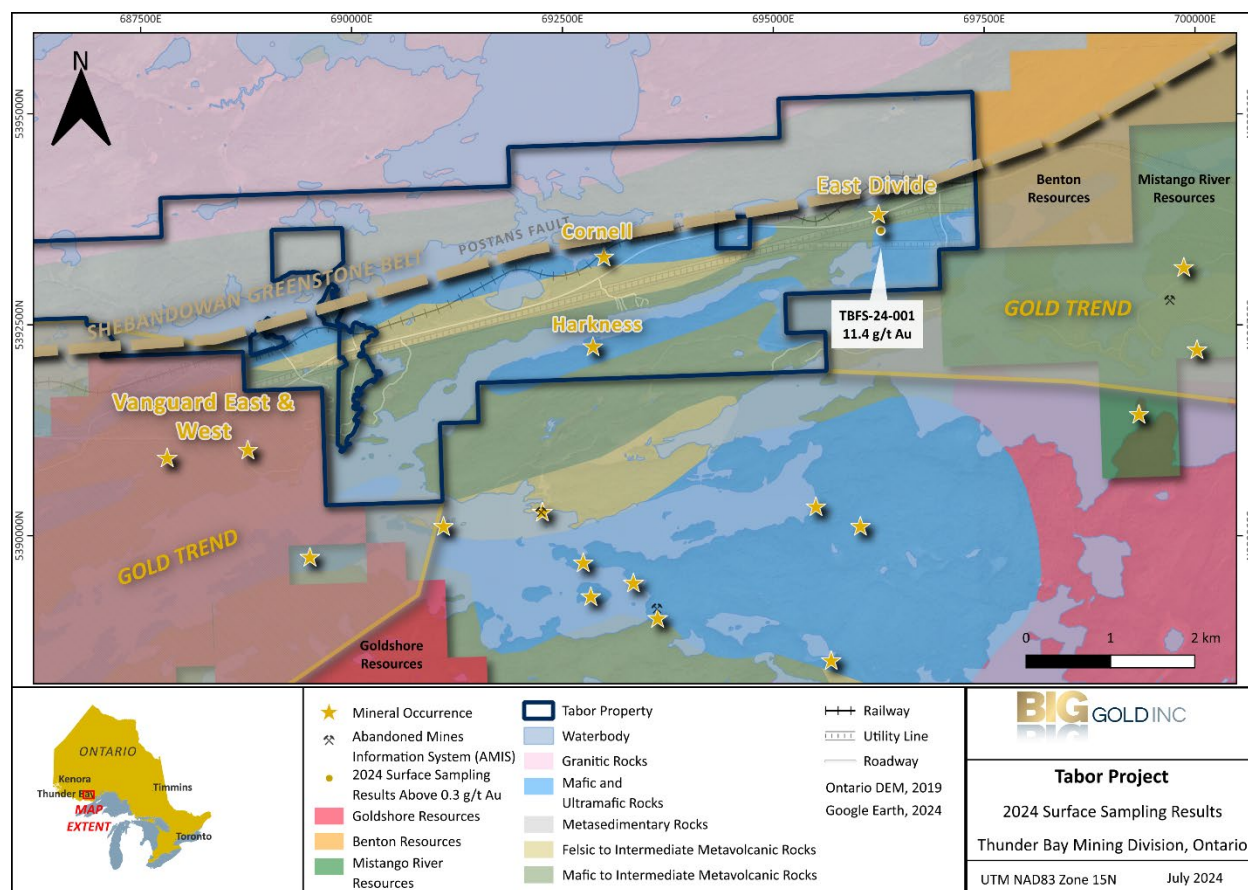 687500E 690000E 692500E 695000E 697500E 700000E
N
5395000N
5392500N
5390000N
East Divide
Benton
Resources
Mistango River
Resources
POSTANS FAULT
Cornell
SHEBANDOWAN GREENSTONE BELT
GOLD TREND
TBFS-24-001
11.4 g/t Au
Harkness
Vanguard East &
West
GOLD TREND
Goldshore
Resources
0 1 2 km
ONTARIO
Kenora
Thunder Bay
Timmins
MAP
EXTENT
Toronto
Mineral Occurrence
Abandoned Mines
Information System (AMIS)
2024 Surface Sampling
Results Above 0.3 g/t Au
Goldshore Resources
Benton Resources
Mistango River
Resources
Tabor Property
Waterbody
Granitic Rocks
Mafic and
Ultramafic Rocks
Metasedimentary Rocks
Felsic to Intermediate Metavolcanic Rocks
Mafic to Intermediate Metavolcanic Rocks
Railway
Utility Line
Roadway
Ontario DEM, 2019
Google Earth, 2024
BIG GOLD INC
Tabor Project
2024 Surface Sampling Results
Thunder Bay Mining Division, Ontario
UTM NAD83 Zone 15N July 2024